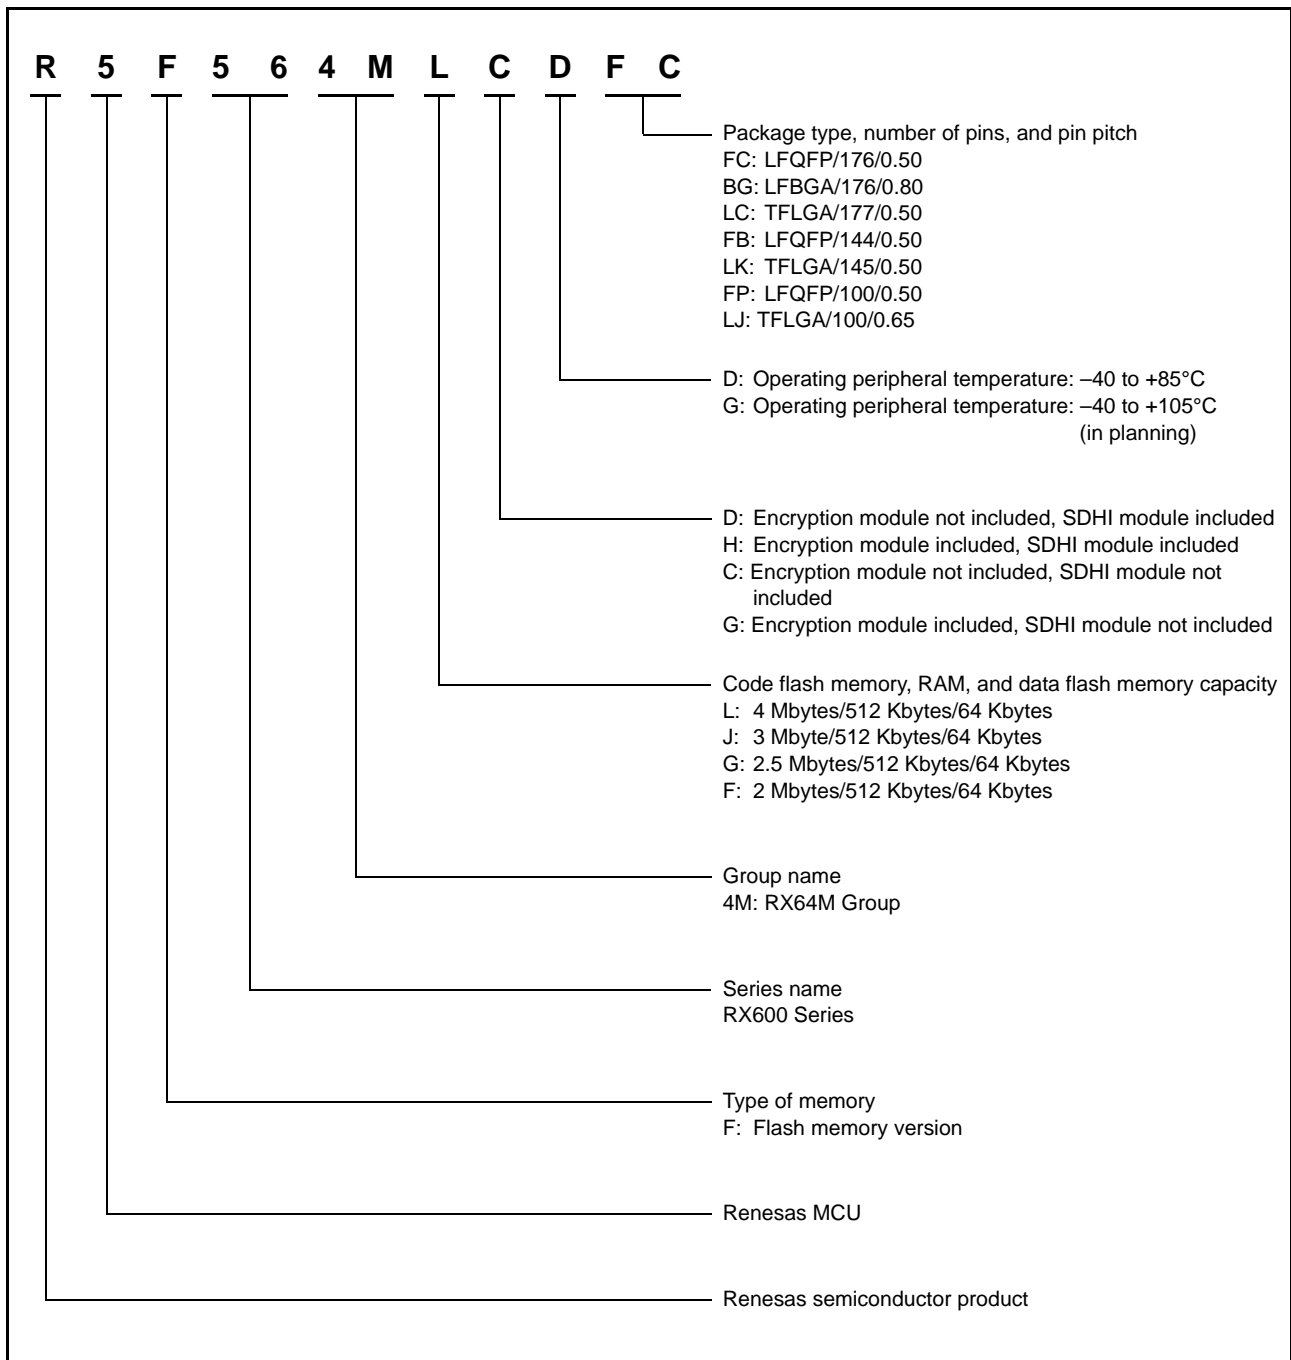 R 5 F 5 6 4 M L C D F C
Package type, number of pins, and pin pitch
FC: LFQFP/176/0.50
BG: LFBGA/176/0.80
LC: TFLGA/177/0.50
FB: LFQFP/144/0.50
LK: TFLGA/145/0.50
FP: LFQFP/100/0.50
LJ: TFLGA/100/0.65
D: Operating peripheral temperature: –40 to +85°C
G: Operating peripheral temperature: –40 to +105°C
(in planning)
D: Encryption module not included, SDHI module included
H: Encryption module included, SDHI module included
C: Encryption module not included, SDHI module not
included
G: Encryption module included, SDHI module not included
Code flash memory, RAM, and data flash memory capacity
L: 4 Mbytes/512 Kbytes/64 Kbytes
J: 3 Mbyte/512 Kbytes/64 Kbytes
G: 2.5 Mbytes/512 Kbytes/64 Kbytes
F: 2 Mbytes/512 Kbytes/64 Kbytes
Group name
4M: RX64M Group
Series name
RX600 Series
Type of memory
F: Flash memory version
Renesas MCU
Renesas semiconductor product